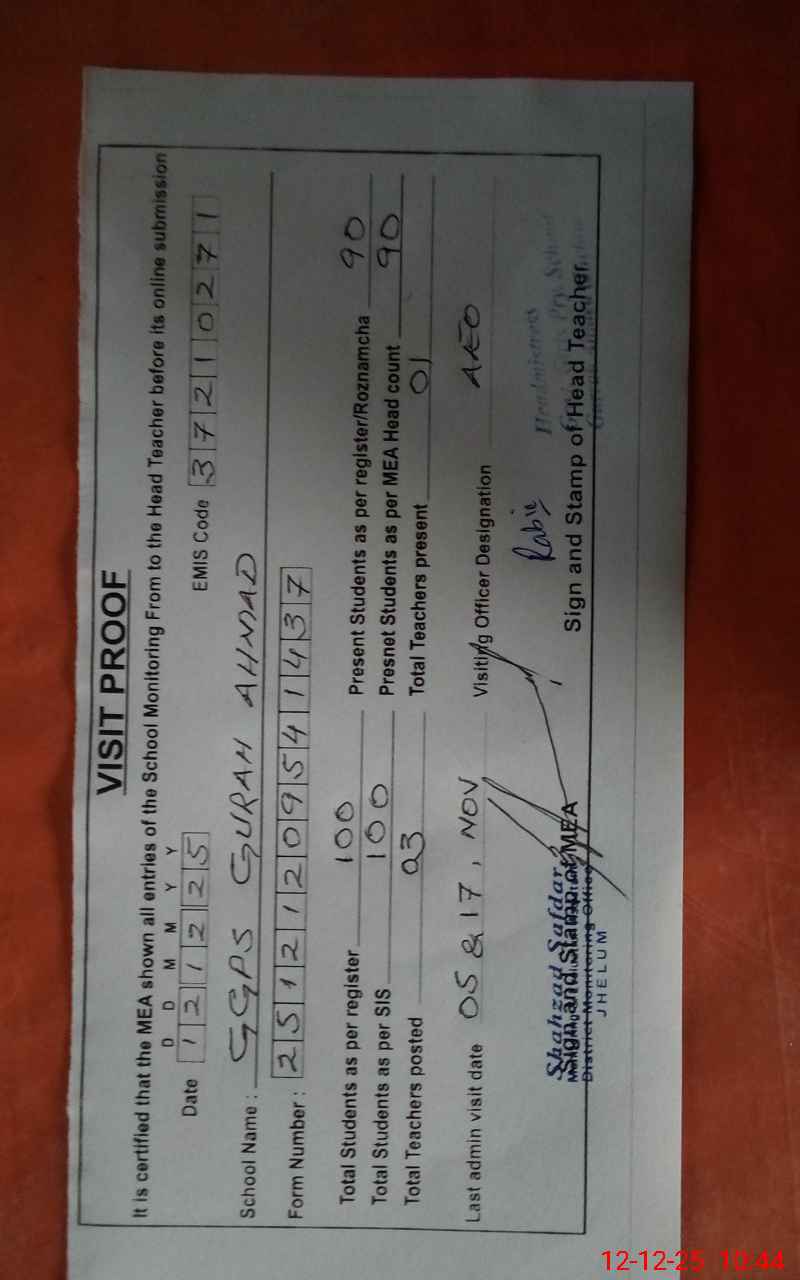 VISIT PROOF
It is certified that the MEA shown all entries of the School Monitoring From to the Head Teacher before its online submission
D D M M Y Y
Date 1 2 1 2 2 5 EMIS Code 3 7 2 1 0 2 7 1
School Name : GGPS GURAH AHMAD
Form Number : 2 5 1 2 1 2 0 9 5 4 1 4 3 7
Total Students as per register 100 Present Students as per register/Roznamcha 90
Total Students as per SIS 100 Presnet Students as per MEA Head count 90
Total Teachers posted 03 Total Teachers present 01
Last admin visit date 05 & 17, NOV Visiting Officer Designation AEO
Rabia
Headmistress
Shahzad Safdar
Sign and Stamp of MEA Sign and Stamp of Head Teacher
District Monitoring Office
JHELUM
12-12-25 10:44